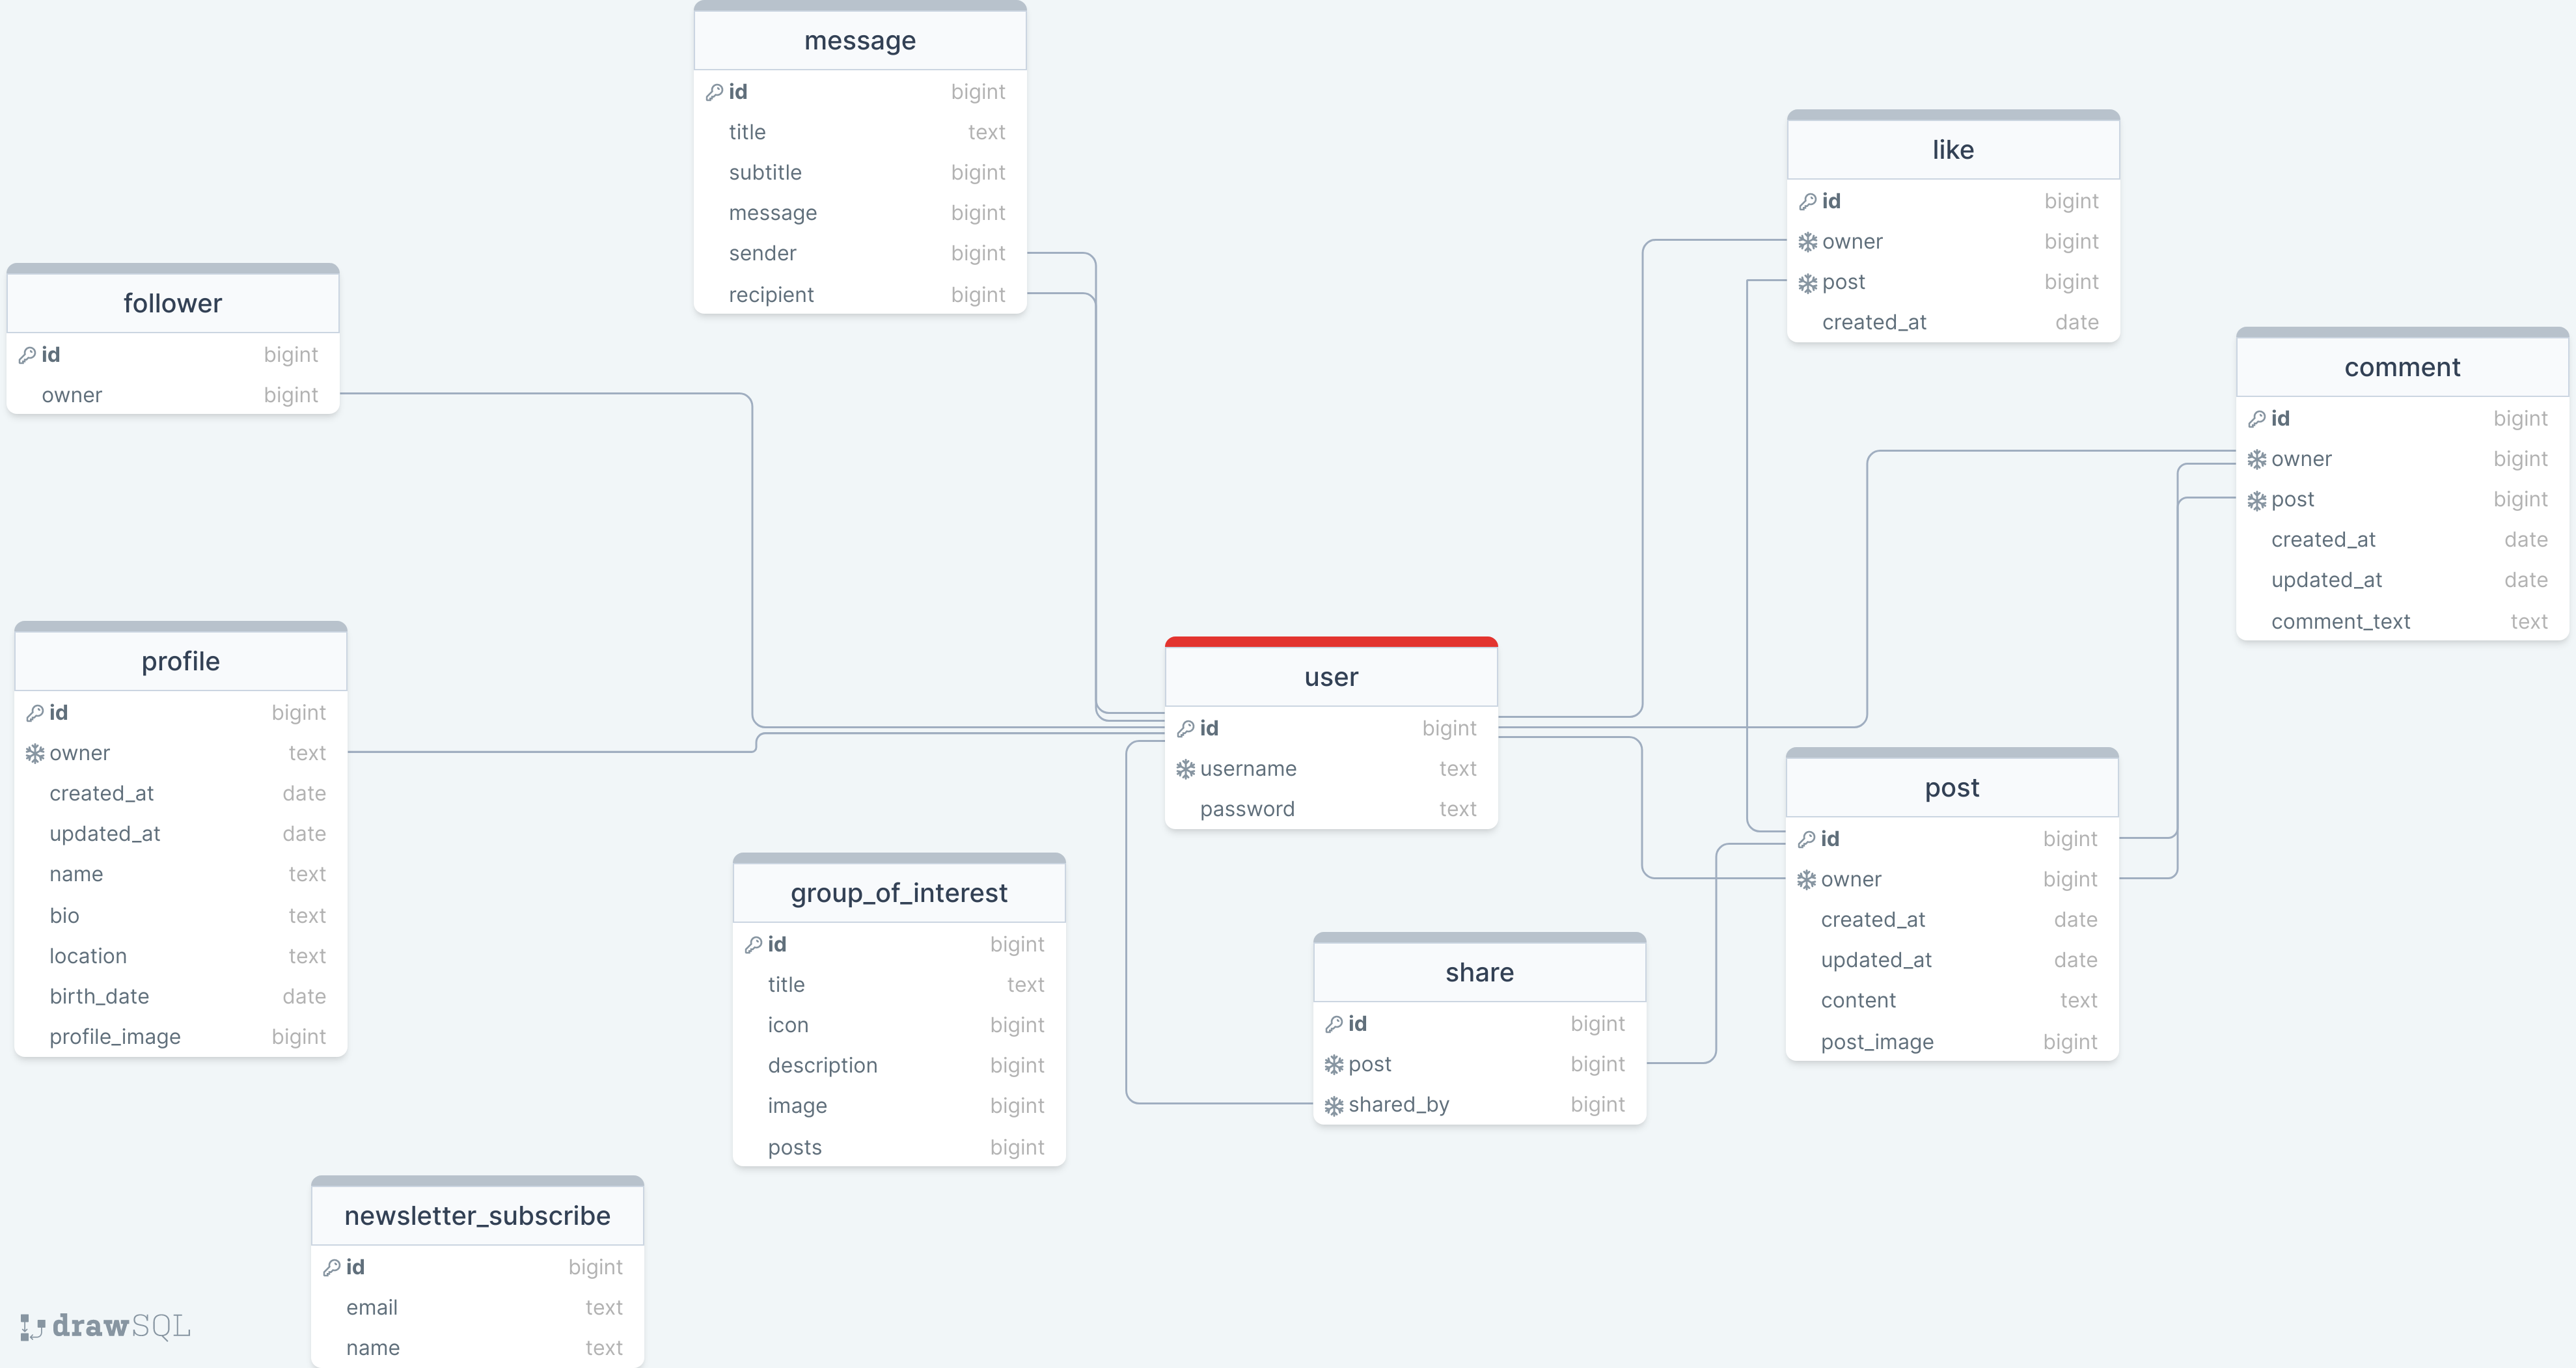 message
id bigint
title text
subtitle bigint
message bigint
sender bigint
recipient bigint
like
id bigint
owner bigint
post bigint
created_at date
follower
id bigint
owner bigint
comment
id bigint
owner bigint
post bigint
created_at date
updated_at date
comment_text text
profile
id bigint
owner text
created_at date
updated_at date
name text
bio text
location text
birth_date date
profile_image bigint
user
id bigint
username text
password text
post
id bigint
owner bigint
created_at date
updated_at date
content text
post_image bigint
group_of_interest
id bigint
title text
icon bigint
description bigint
image bigint
posts bigint
share
id bigint
post bigint
shared_by bigint
newsletter_subscribe
id bigint
email text
name text
drawSQL